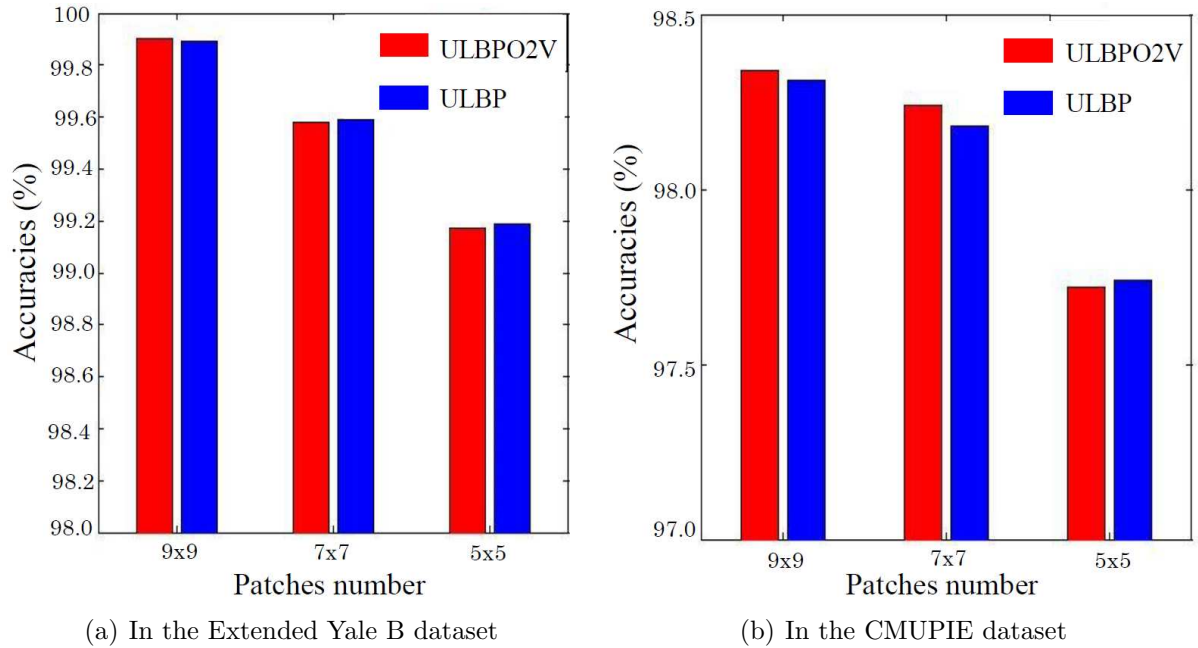 100
99.8
99.6
99.4
99.2
99.0
98.8
98.6
98.4
98.2
98.0
Accuracies (%)
ULBPO2V
ULBP
9x9 7x7 5x5
Patches number
(a) In the Extended Yale B dataset
98.5
98.0
97.5
97.0
Accuracies (%)
ULBPO2V
ULBP
9x9 7x7 5x5
Patches number
(b) In the CMUPIE dataset